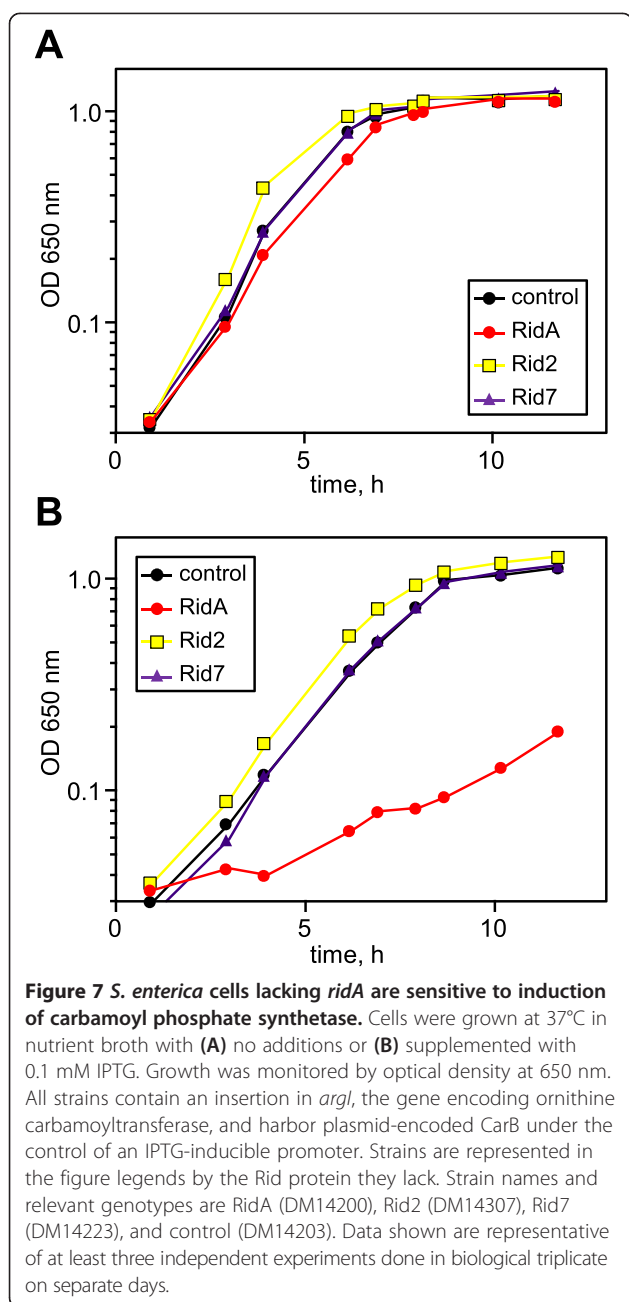 A
1.0
OD 650 nm
0.1
control
RidA
Rid2
Rid7
0
5
10
time, h
B
control
RidA
Rid2
Rid7
1.0
OD 650 nm
0.1
0
5
10
time, h
Figure 7 S. enterica cells lacking ridA are sensitive to induction
of carbamoyl phosphate synthetase. Cells were grown at 37°C in
nutrient broth with (A) no additions or (B) supplemented with
0.1 mM IPTG. Growth was monitored by optical density at 650 nm.
All strains contain an insertion in argI, the gene encoding ornithine
carbamoyltransferase, and harbor plasmid-encoded CarB under the
control of an IPTG-inducible promoter. Strains are represented in
the figure legends by the Rid protein they lack. Strain names and
relevant genotypes are RidA (DM14200), Rid2 (DM14307), Rid7
(DM14223), and control (DM14203). Data shown are representative
of at least three independent experiments done in biological triplicate
on separate days.